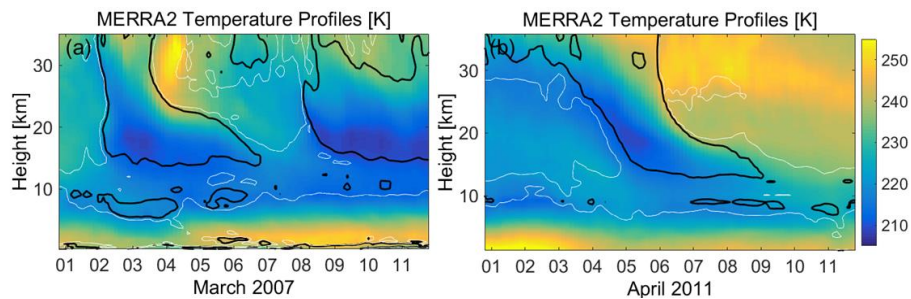 MERRA2 Temperature Profiles [K]
(a)
Height [km]
30
20
10
01 02 03 04 05 06 07 08 09 10 11
March 2007
MERRA2 Temperature Profiles [K]
(b)
Height [km]
30
20
10
01 02 03 04 05 06 07 08 09 10 11
April 2011
250
240
230
220
210